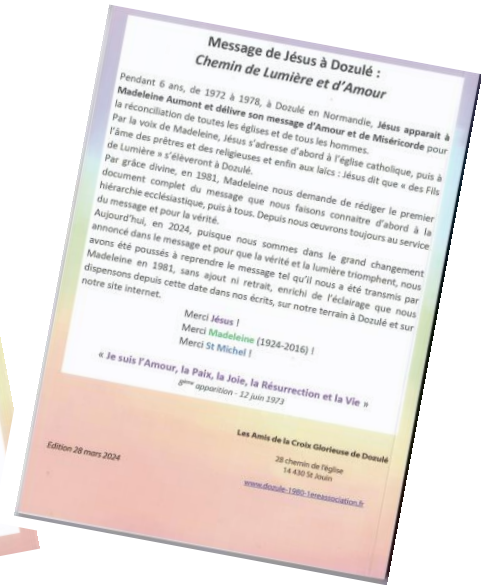 Message de Jésus à Dozulé :
Chemin de Lumière et d'Amour
Pendant 6 ans, de 1972 à 1978, à Dozulé en Normandie, Jésus apparait à
Madeleine Aumont et délivre son message d'Amour et de Miséricorde pour
la réconciliation de toutes les églises et de tous les hommes.
Par la voix de Madeleine, Jésus s'adresse d'abord à l'église catholique, puis à
l'âme des prêtres et des religieuses et enfin aux laïcs : Jésus dit que « des Fils
de Lumière » s'élèveront à Dozulé.
Par grâce divine, en 1981, Madeleine nous demande de rédiger le premier
document complet du message que nous faisons connaitre d'abord à la
hiérarchie ecclésiastique, puis à tous. Depuis nous œuvrons toujours au service
du message et pour la vérité.
Aujourd'hui, en 2024, puisque nous sommes dans le grand changement
annoncé dans le message et pour que la vérité et la lumière triomphent, nous
avons été poussés à reprendre le message tel qu'il nous a été transmis par
Madeleine en 1981, sans ajout ni retrait, enrichi de l'éclairage que nous
dispensons depuis cette date dans nos écrits, sur notre terrain à Dozulé et sur
notre site internet.
Merci Jésus !
Merci Madeleine (1924-2016) !
Merci St Michel !
« Je suis l'Amour, la Paix, la Joie, la Résurrection et la Vie »
8ème apparition - 12 juin 1973
Les Amis de la Croix Glorieuse de Dozulé
28 chemin de l'église
14 430 St Jouin
www.dozule-1980-1ereassociation.fr
Edition 28 mars 2024